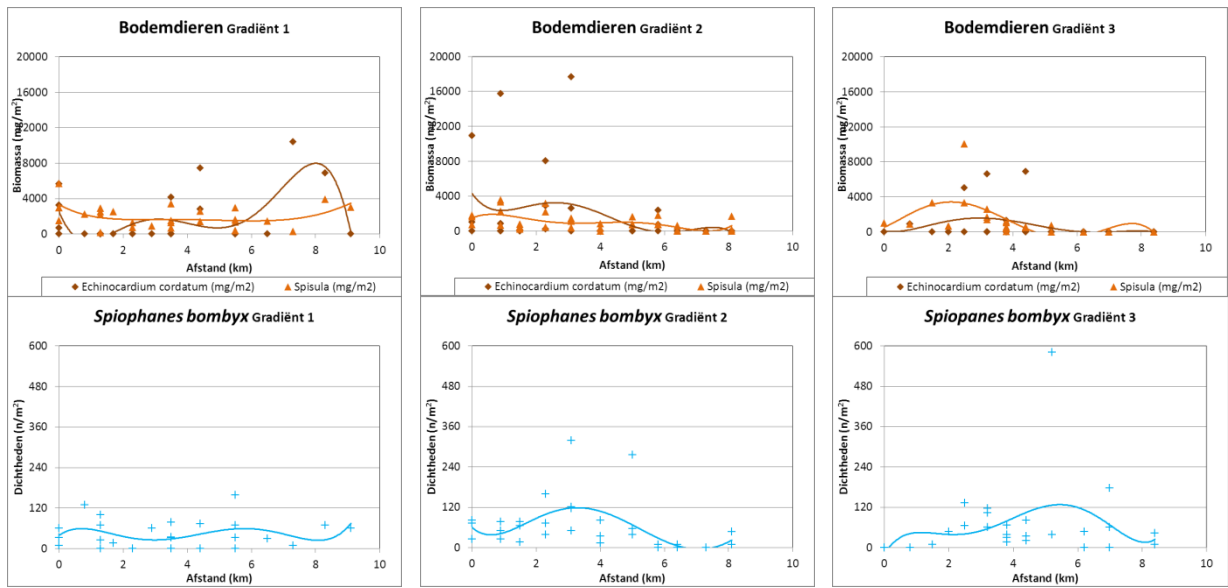 Bodemdieren Gradiënt 1
20000
16000
12000
8000
4000
0
Biomassa (mg/m²)
0 2 4 6 8 10
Afstand (km)
Echinocardium cordatum (mg/m2) Spisula (mg/m2)
Bodemdieren Gradiënt 2
20000
16000
12000
8000
4000
0
Biomassa (mg/m²)
0 2 4 6 8 10
Afstand (km)
Echinocardium cordatum (mg/m2) Spisula (mg/m2)
Bodemdieren Gradiënt 3
20000
16000
12000
8000
4000
0
Biomassa (mg/m²)
0 2 4 6 8 10
Afstand (km)
Echinocardium cordatum (mg/m2) Spisula (mg/m2)
Spiophanes bombyx Gradiënt 1
600
480
360
240
120
0
Dichtheden (n/m²)
0 2 4 6 8 10
Afstand (km)
Spiophanes bombyx Gradiënt 2
600
480
360
240
120
0
Dichtheden (n/m²)
0 2 4 6 8 10
Afstand (km)
Spiopanes bombyx Gradiënt 3
600
480
360
240
120
0
Dichtheden (n/m²)
0 2 4 6 8 10
Afstand (km)